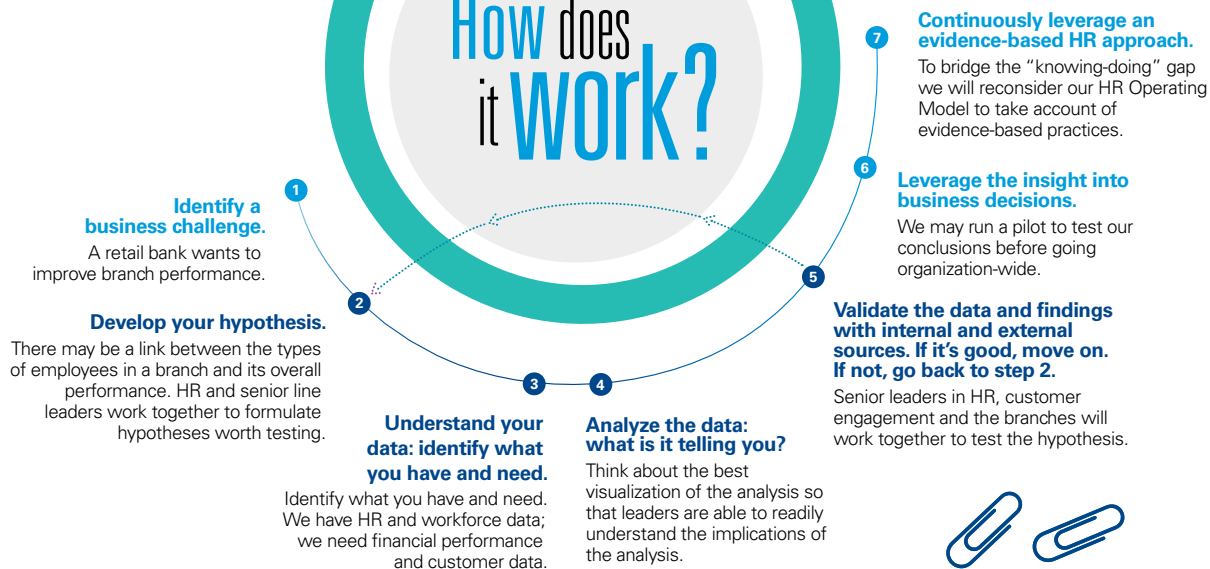 How does
it work?
1
Identify a
business challenge.
A retail bank wants to
improve branch performance.
2
Develop your hypothesis.
There may be a link between the types
of employees in a branch and its overall
performance. HR and senior line
leaders work together to formulate
hypotheses worth testing.
3
Understand your
data: identify what
you have and need.
Identify what you have and need.
We have HR and workforce data;
we need financial performance
and customer data.
4
Analyze the data:
what is it telling you?
Think about the best
visualization of the analysis so
that leaders are able to readily
understand the implications of
the analysis.
5
Validate the data and findings
with internal and external
sources. If it’s good, move on.
If not, go back to step 2.
Senior leaders in HR, customer
engagement and the branches will
work together to test the hypothesis.
6
Leverage the insight into
business decisions.
We may run a pilot to test our
conclusions before going
organization-wide.
7
Continuously leverage an
evidence-based HR approach.
To bridge the “knowing-doing” gap
we will reconsider our HR Operating
Model to take account of
evidence-based practices.